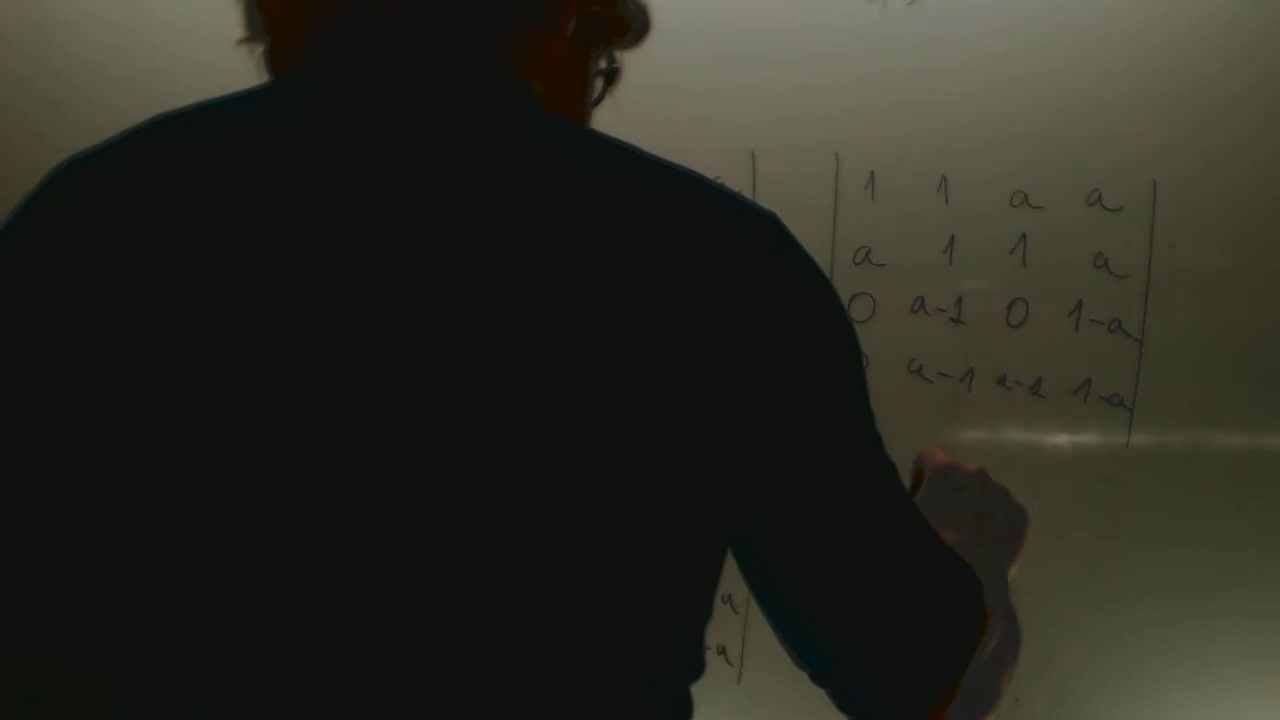 1 1 a a
a 1 1 a
0 a-1 0 1-a
a-1 a-1 1-a
a
-a